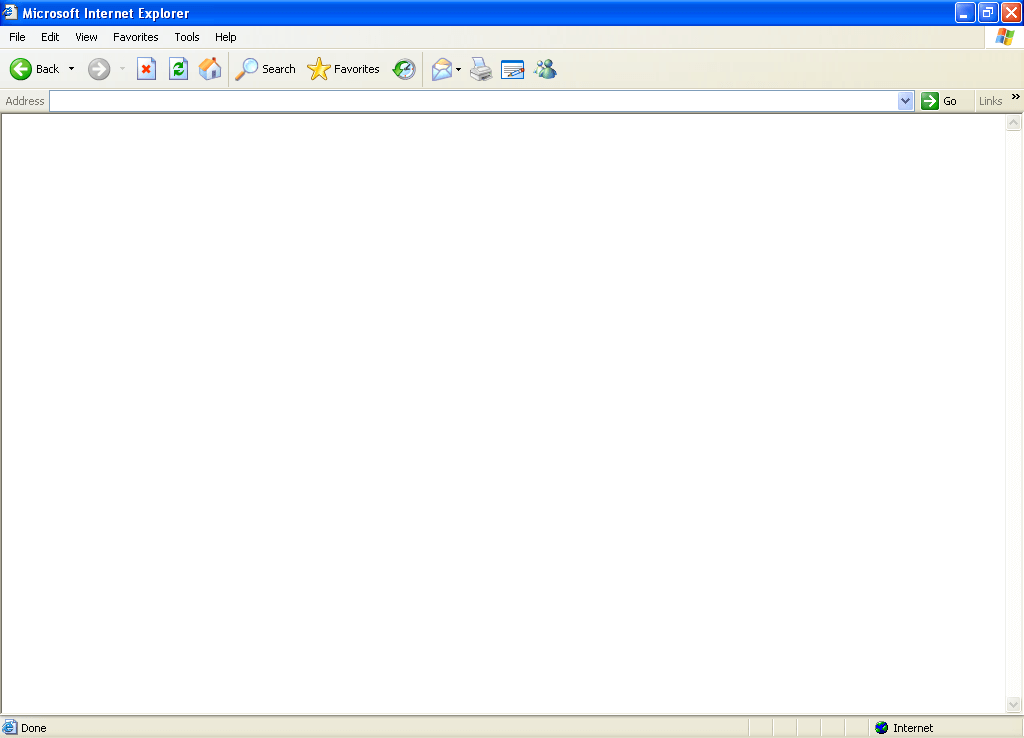 Microsoft Internet Explorer
File Edit View Favorites Tools Help
Back Search Favorites
Address Go Links »
Done Internet